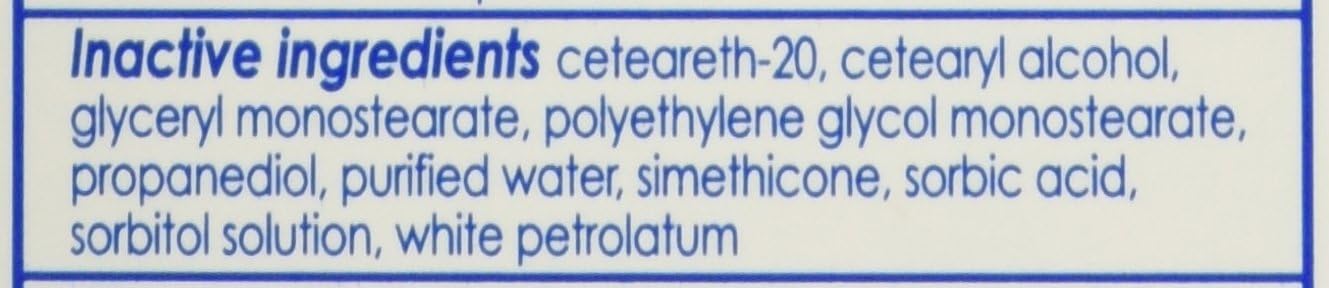 Inactive ingredients ceteareth-20, cetearyl alcohol,
glyceryl monostearate, polyethylene glycol monostearate,
propanediol, purified water, simethicone, sorbic acid,
sorbitol solution, white petrolatum